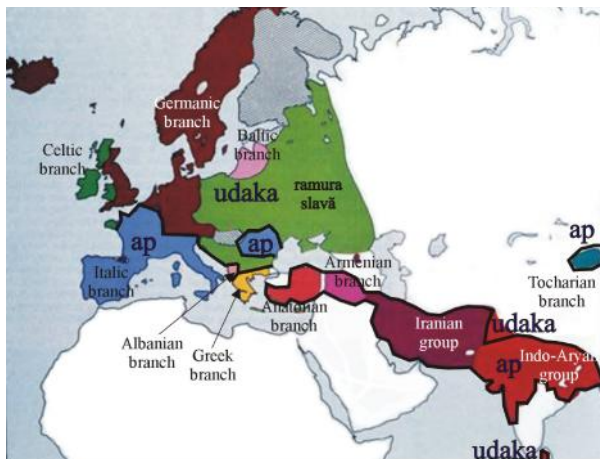 Germanic
branch
Celtic
branch
Baltic
branch
udaka
ramura
slavă
ap
ap
ap
Italic
branch
Armenian
branch
Tocharian
branch
Anatolian
branch
Albanian
branch
Greek
branch
Iranian
group
udaka
ap
Indo-Aryan
group
udaka